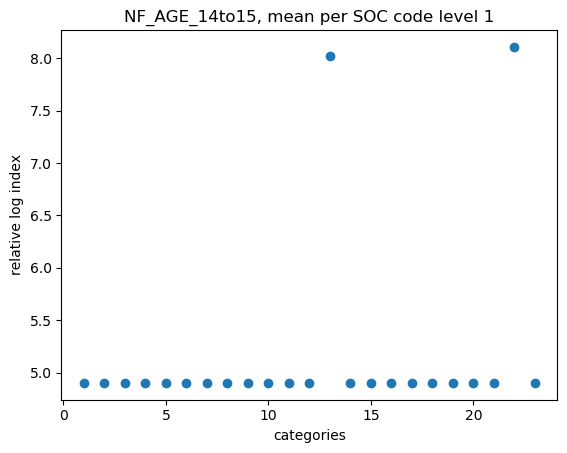 NF_AGE_14to15, mean per SOC code level 1
8.0
7.5
7.0
6.5
6.0
5.5
5.0
relative log index
0 5 10 15 20
categories